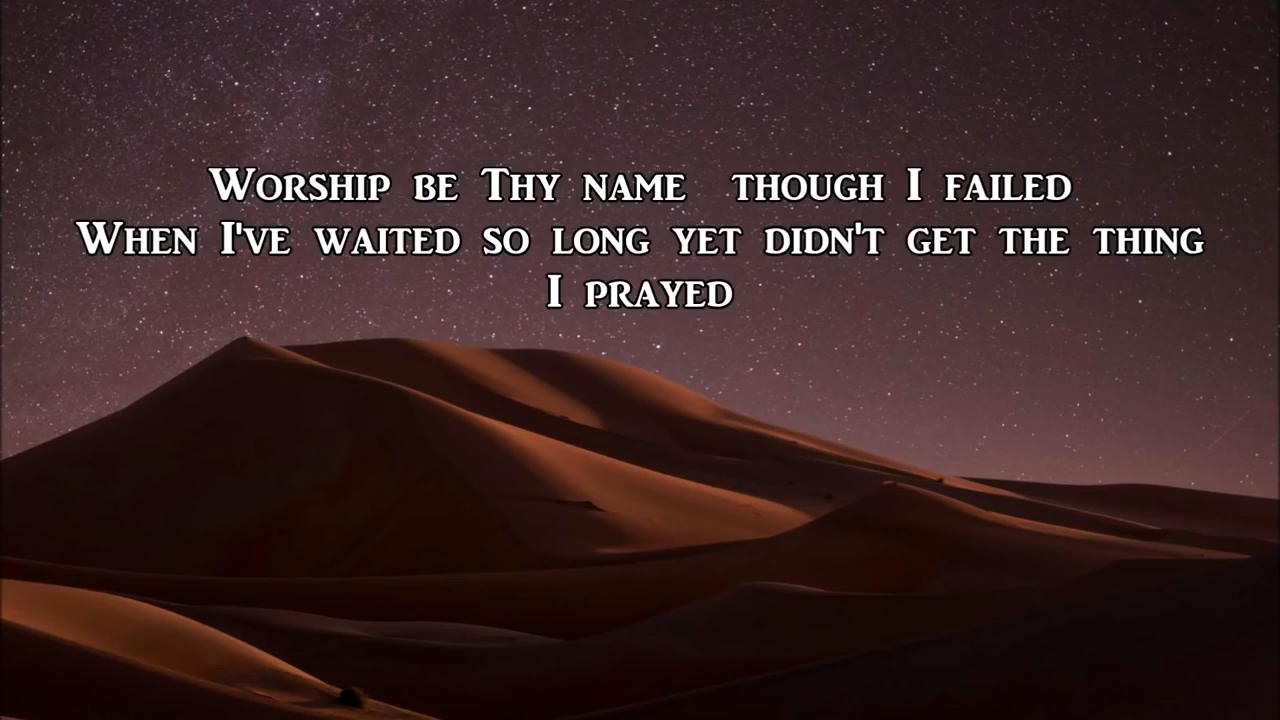 Worship be Thy name though I failed
When I've waited so long yet didn't get the thing
I prayed